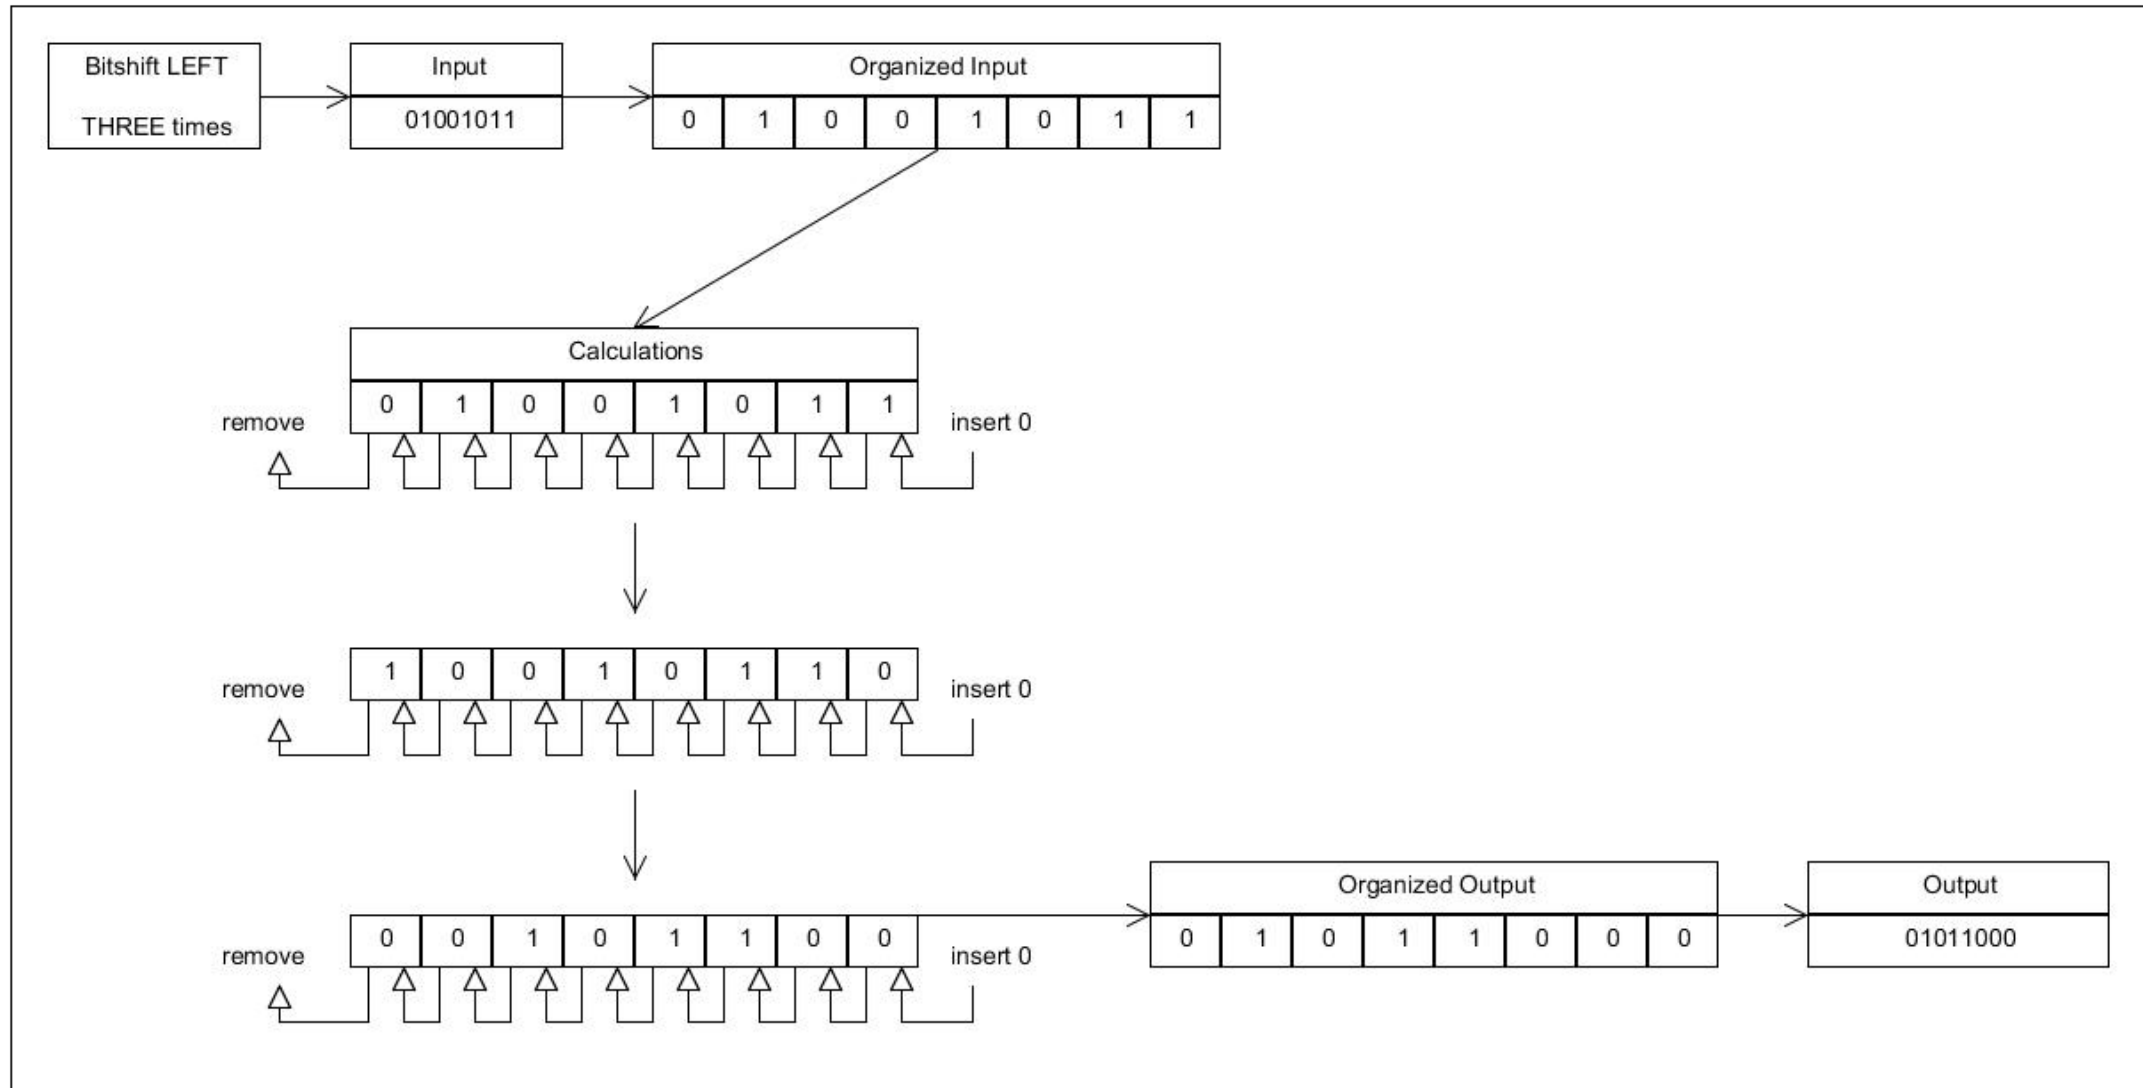 Bitshift LEFT
THREE times
Input
01001011
Organized Input
0 1 0 0 1 0 1 1
Calculations
0 1 0 0 1 0 1 1
remove
insert 0
1 0 0 1 0 1 1 0
remove
insert 0
0 0 1 0 1 1 0 0
remove
insert 0
Organized Output
0 1 0 1 1 0 0 0
Output
01011000